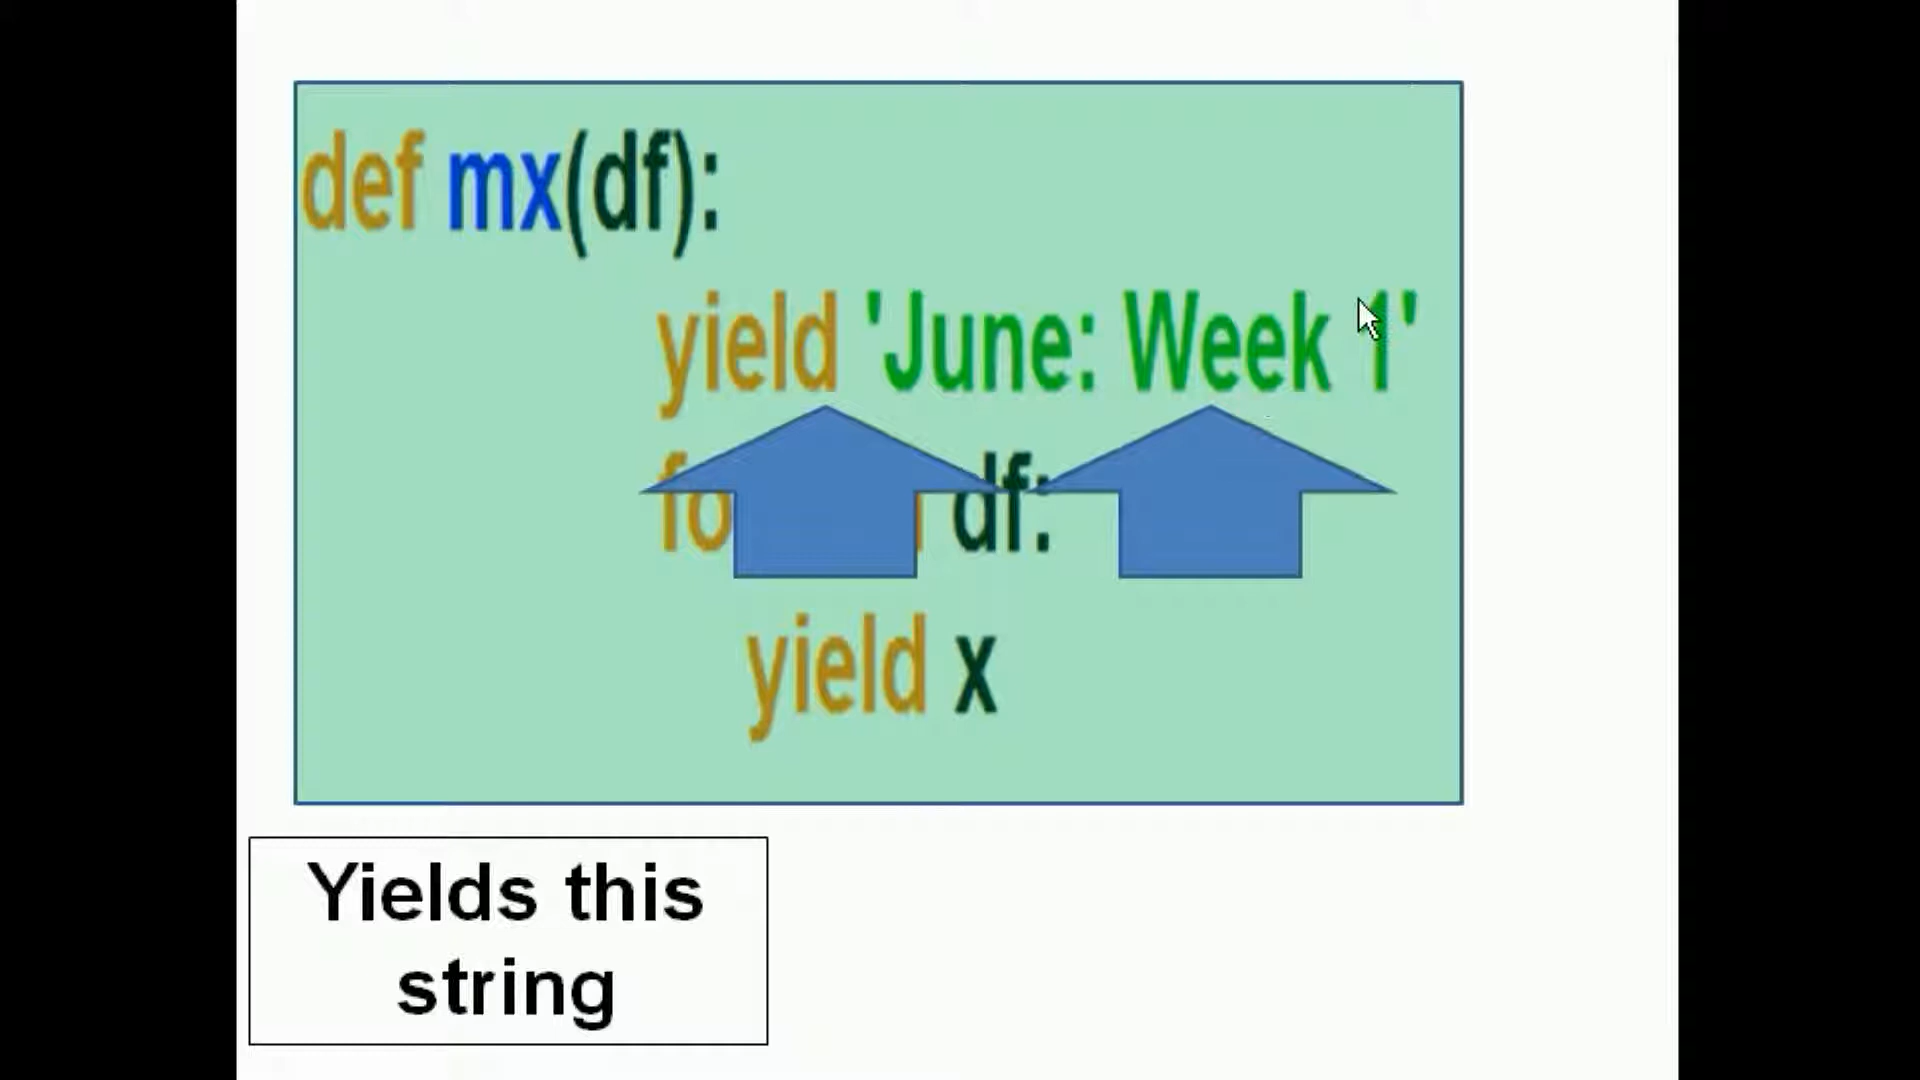 def mx(df):
yield 'June: Week 1'
df:
yield x
Yields this
string